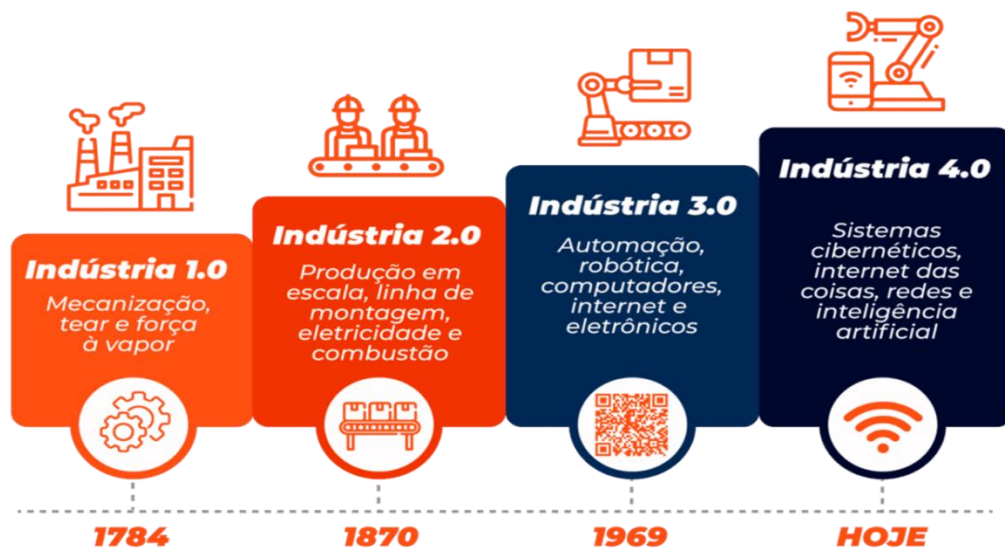 Indústria 1.0
Mecanização,
tear e força
à vapor
Indústria 2.0
Produção em
escala, linha de
montagem,
eletricidade e
combustão
Indústria 3.0
Automação,
robótica,
computadores,
internet e
eletrônicos
Indústria 4.0
Sistemas
cibernéticos,
internet das
coisas, redes e
inteligência
artificial
1784
1870
1969
HOJE